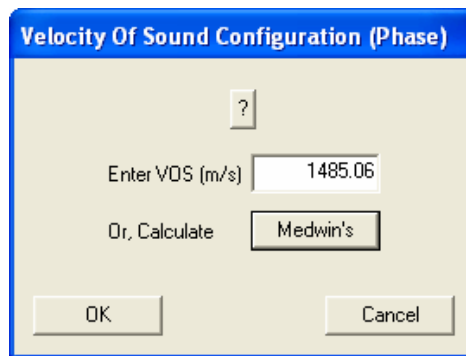 Velocity Of Sound Configuration (Phase)
?
Enter VOS (m/s) 1485.06
Or, Calculate Medwin's
OK Cancel